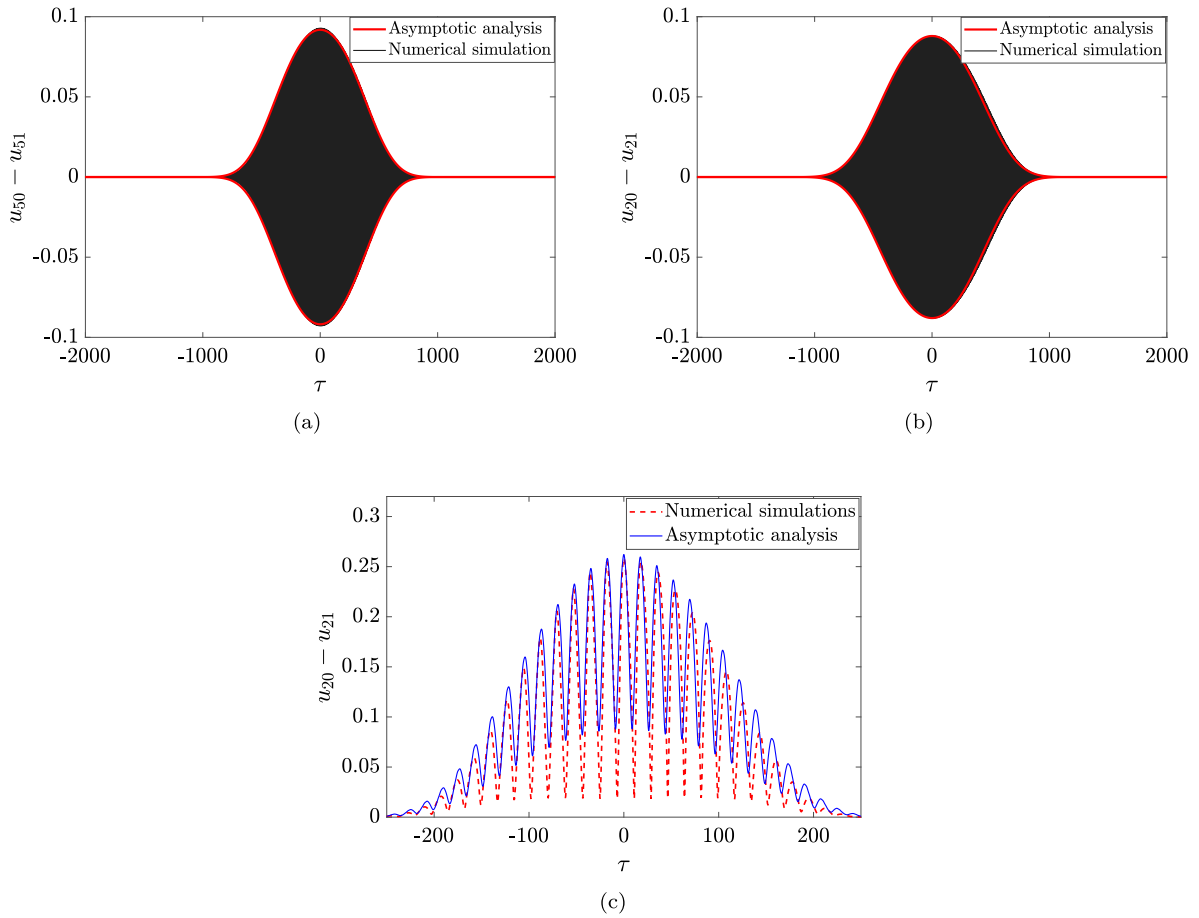 0.1
0.05
0
-0.05
-0.1
u50 − u51
Asymptotic analysis
Numerical simulation
-2000
-1000
0
1000
2000
τ
(a)
0.1
0.05
0
-0.05
-0.1
u20 − u21
Asymptotic analysis
Numerical simulation
-2000
-1000
0
1000
2000
τ
(b)
0.3
0.25
0.2
0.15
0.1
0.05
0
u20 − u21
Numerical simulations
Asymptotic analysis
-200
-100
0
100
200
τ
(c)